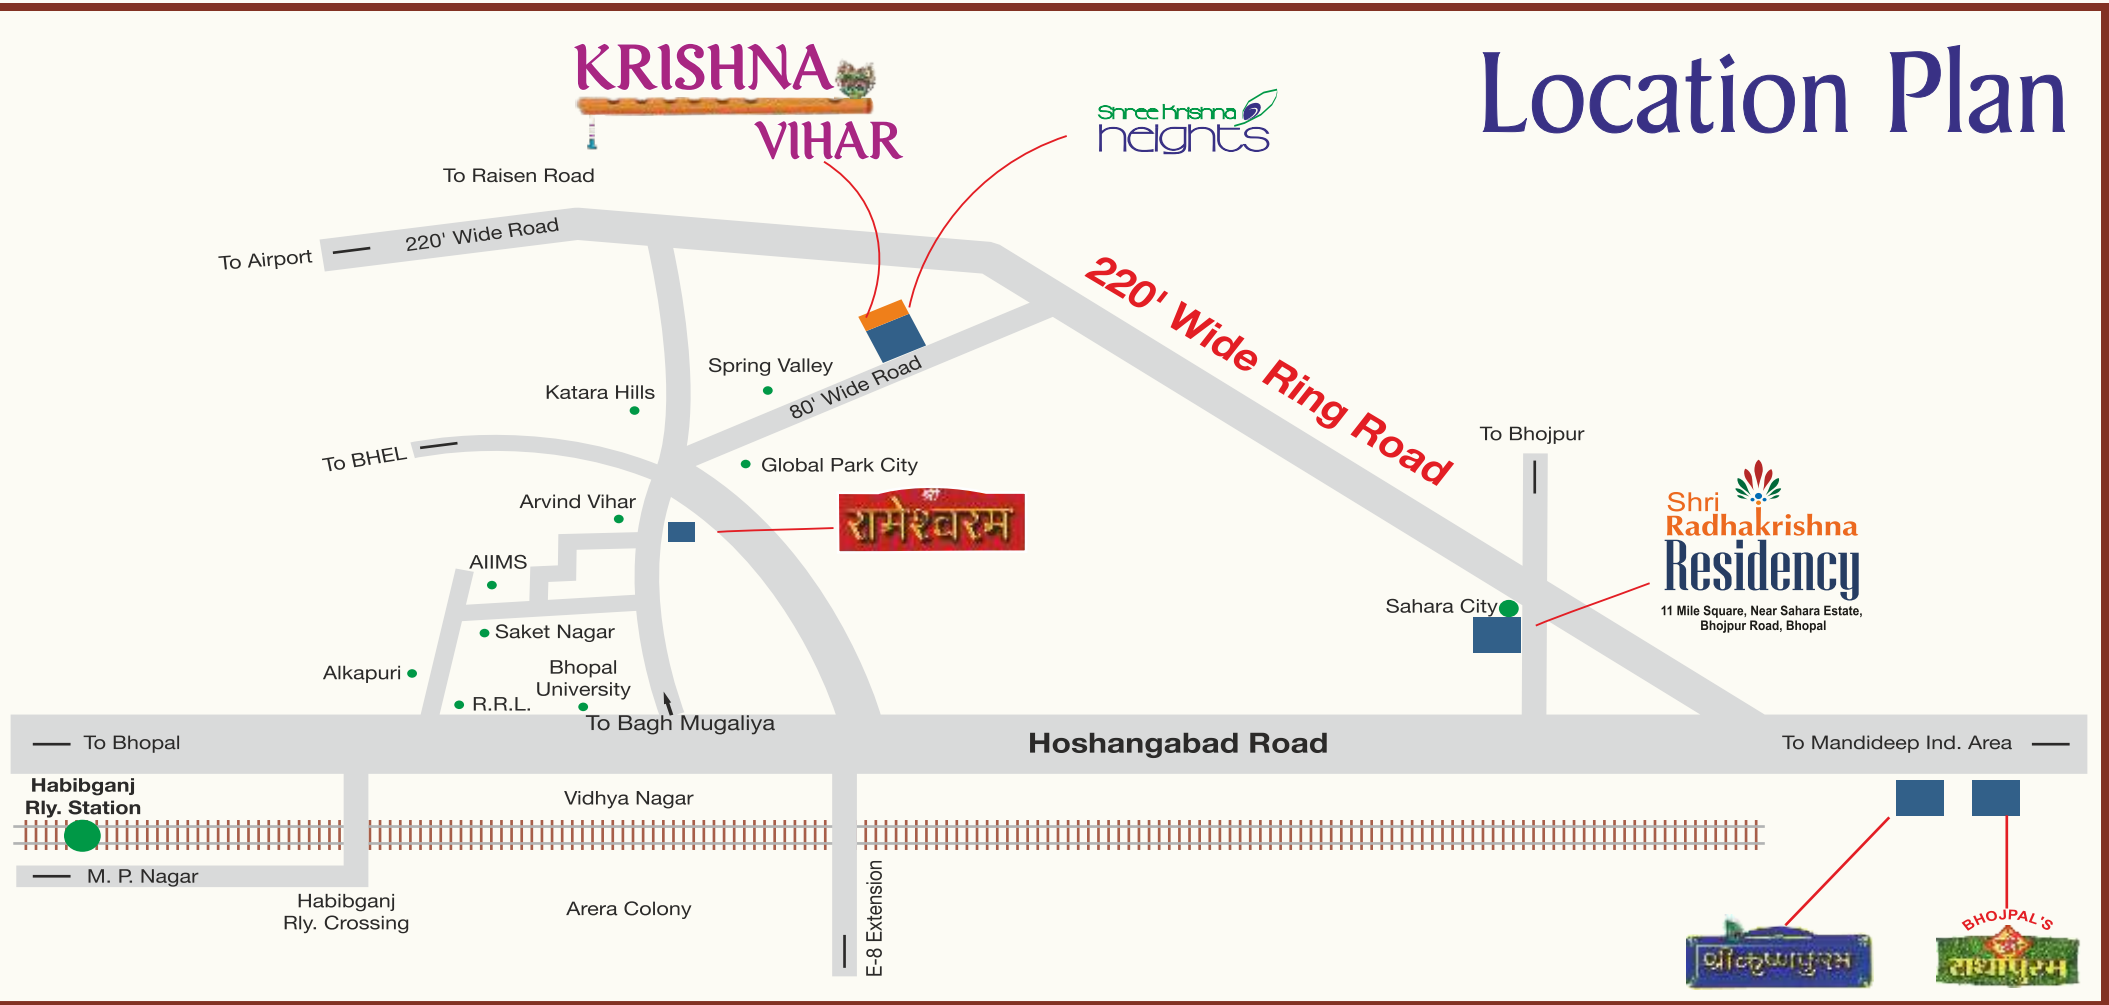 Location Plan
KRISHNA
VIHAR
Shree Krishna
heights
To Raisen Road
220' Wide Road
To Airport
220' Wide Ring Road
Spring Valley
80' Wide Road
Katara Hills
To BHEL
Global Park City
Arvind Vihar
श्री
रामेश्वरम
To Bhojpur
Shri
Radhakrishna
Residency
11 Mile Square, Near Sahara Estate,
Bhojpur Road, Bhopal
AIIMS
Sahara City
Saket Nagar
Alkapuri
Bhopal
University
R.R.L.
To Bagh Mugaliya
To Bhopal
Hoshangabad Road
To Mandideep Ind. Area
Habibganj
Rly. Station
Vidhya Nagar
M. P. Nagar
Habibganj
Rly. Crossing
Arera Colony
E-8 Extension
श्रीकृष्णपुरम
BHOJPAL'S
श्री
राधापुरम